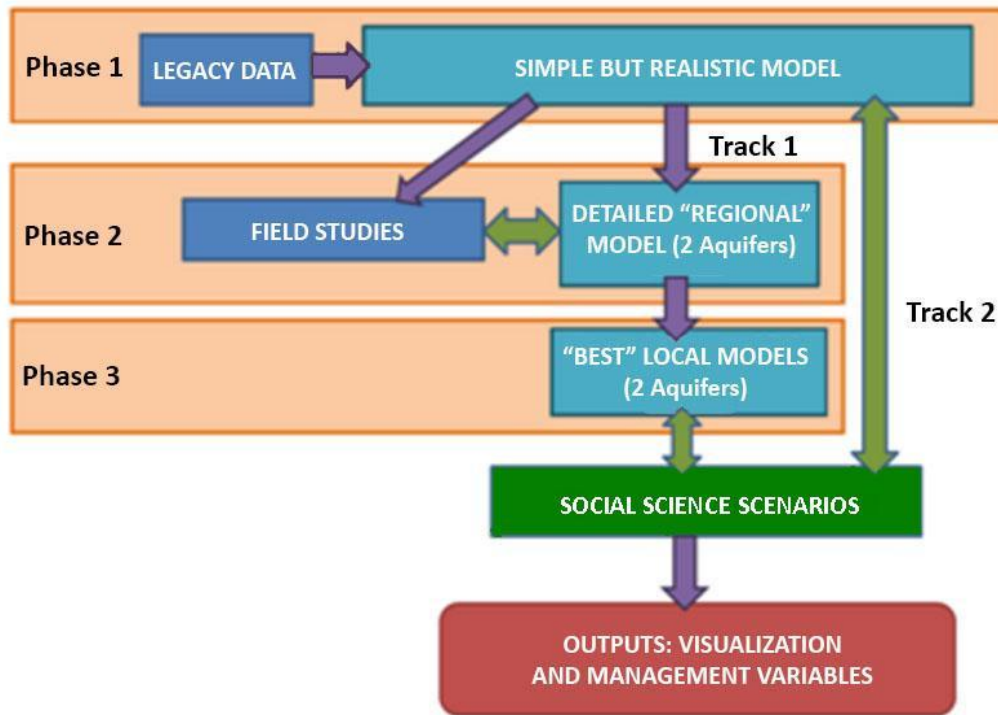 Phase 1
LEGACY DATA
SIMPLE BUT REALISTIC MODEL
Track 1
Phase 2
FIELD STUDIES
DETAILED “REGIONAL”
MODEL (2 Aquifers)
Track 2
Phase 3
“BEST” LOCAL MODELS
(2 Aquifers)
SOCIAL SCIENCE SCENARIOS
OUTPUTS: VISUALIZATION
AND MANAGEMENT VARIABLES